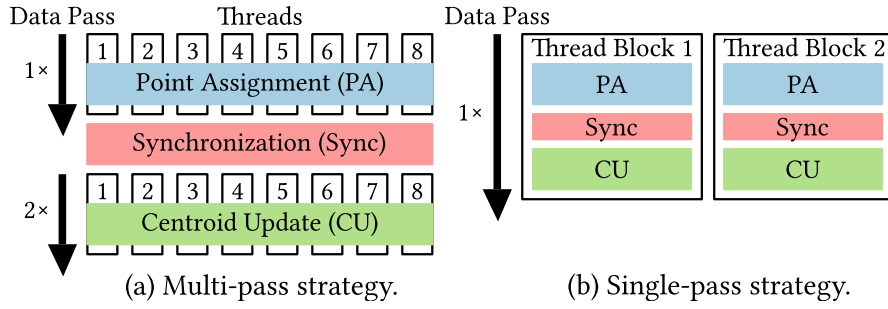 Data Pass Threads
1 2 3 4 5 6 7 8
1×
Point Assignment (PA)
Synchronization (Sync)
1 2 3 4 5 6 7 8
2×
Centroid Update (CU)
(a) Multi-pass strategy.
Data Pass
1×
Thread Block 1
PA
Sync
CU
Thread Block 2
PA
Sync
CU
(b) Single-pass strategy.